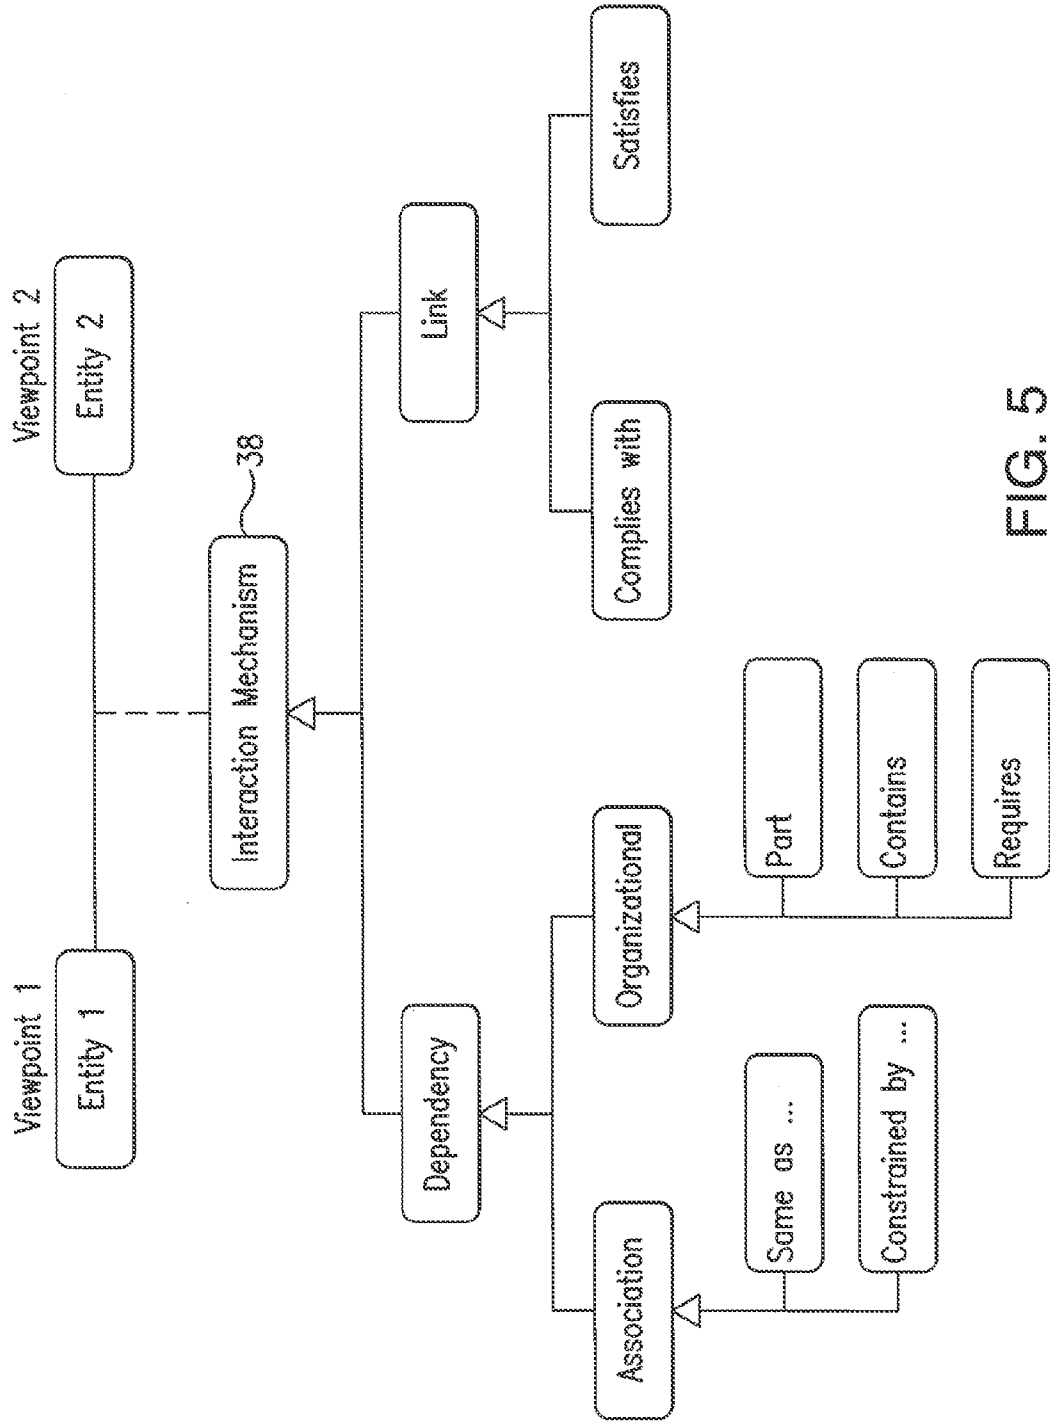 Viewpoint 1
Viewpoint 2
Entity 1
Entity 2
Interaction Mechanism
38
Dependency
Link
Association
Organizational
Complies with
Satisfies
Same as ...
Part
Constrained by ...
Contains
Requires
FIG. 5